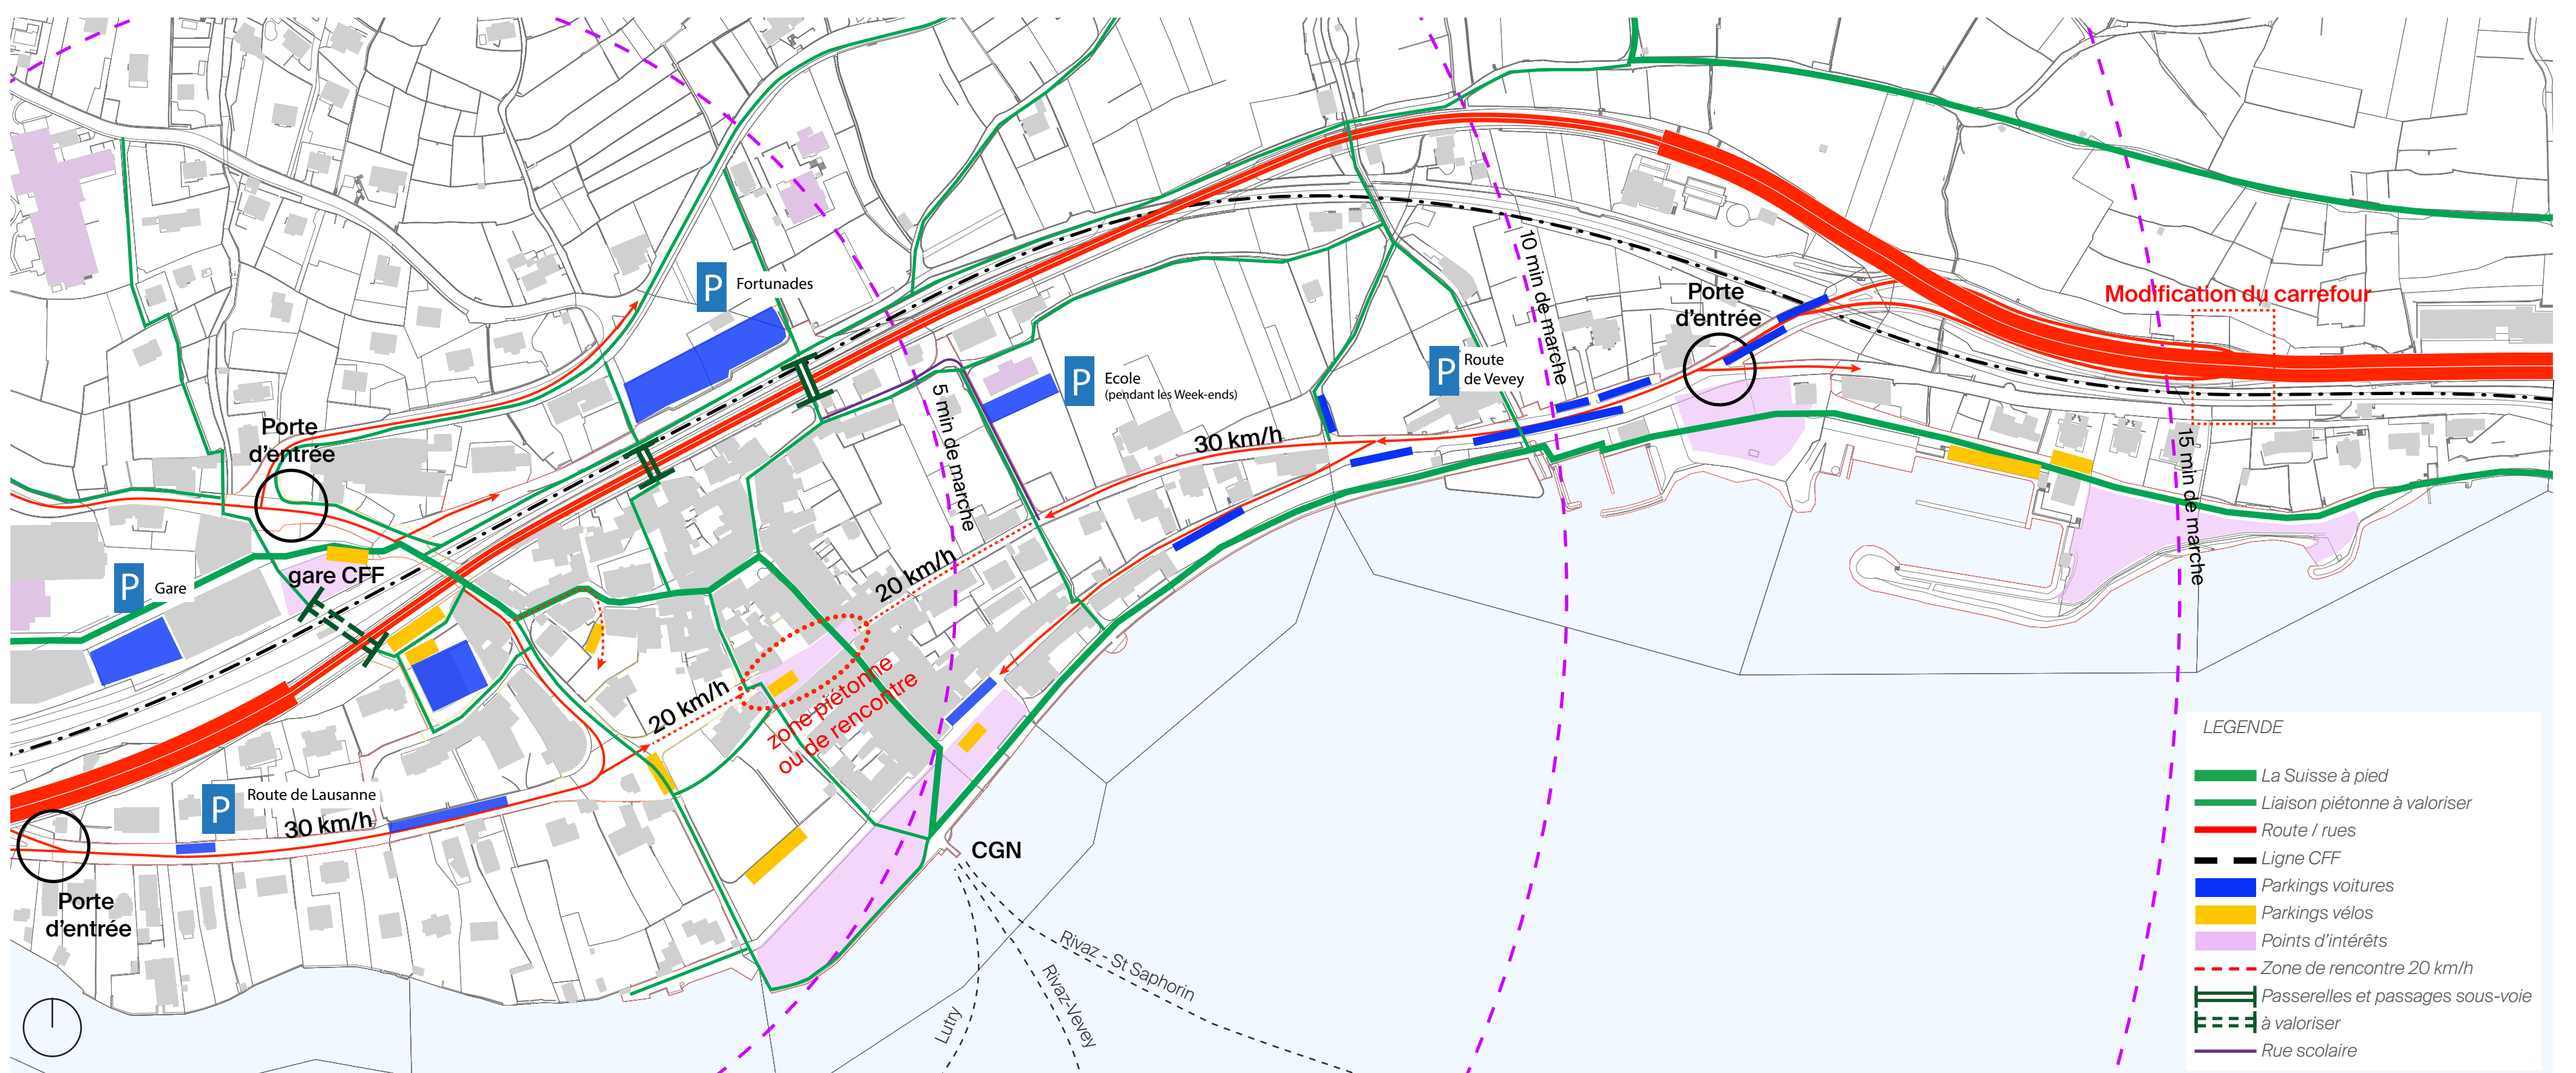 P Fortunades
10 min de marche
Porte
d'entrée
Modification du carrefour
P Ecole
(pendant les Week-ends)
P Route
de Vevey
5 min de marche
30 km/h
Porte
d'entrée
15 min de marche
20 km/h
gare CFF
P Gare
20 km/h
zone piétonne
ou de rencontre
P Route de Lausanne
30 km/h
CGN
Porte
d'entrée
Rivaz - St Saphorin
Rivaz-Vevey
Lutry
LEGENDE
La Suisse à pied
Liaison piétonne à valoriser
Route / rues
Ligne CFF
Parkings voitures
Parkings vélos
Points d'intérêts
Zone de rencontre 20 km/h
Passerelles et passages sous-voie
à valoriser
Rue scolaire